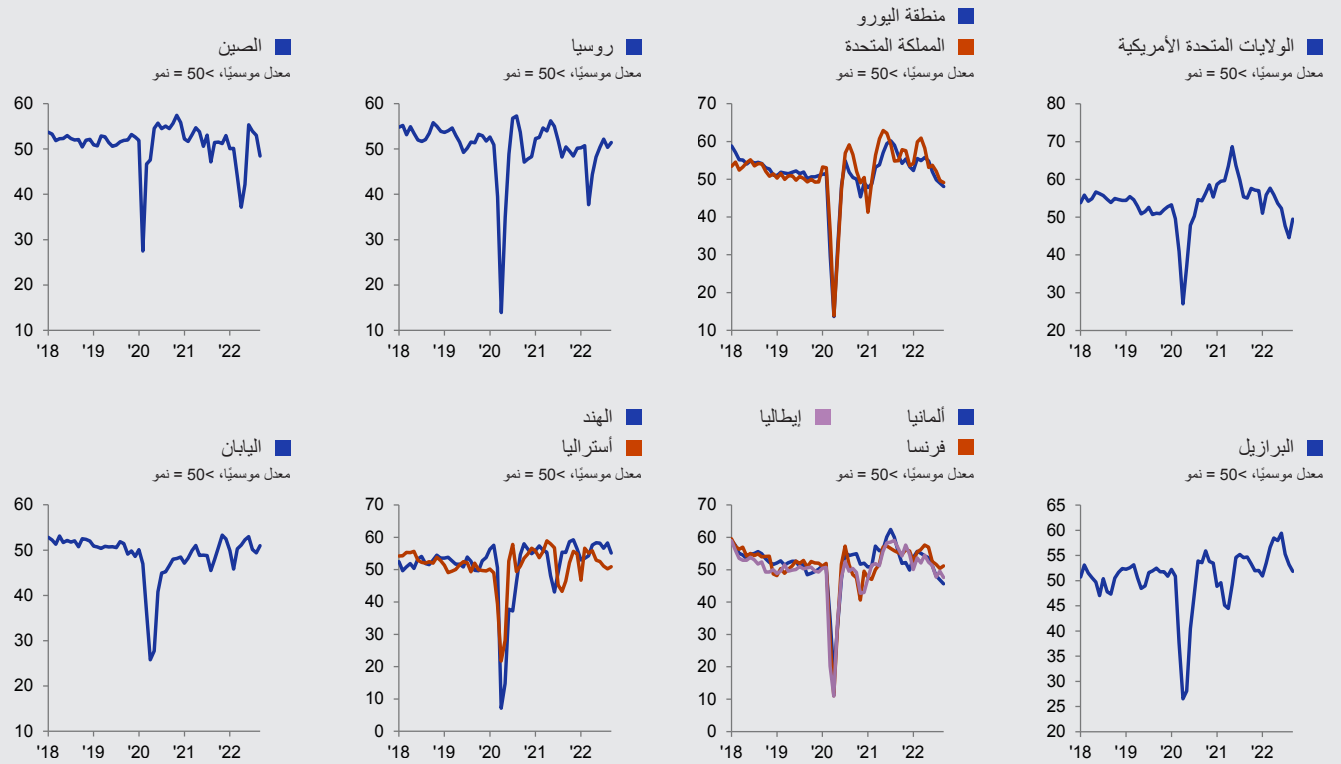 الولايات المتحدة الأمريكية
معدل موسميًا، >50 = نمو
80
70
60
50
40
30
20
'18 '19 '20 '21 '22
منطقة اليورو
المملكة المتحدة
معدل موسميًا، >50 = نمو
70
60
50
40
30
20
10
'18 '19 '20 '21 '22
روسيا
معدل موسميًا، >50 = نمو
60
50
40
30
20
10
'18 '19 '20 '21 '22
الصين
معدل موسميًا، >50 = نمو
60
50
40
30
20
10
'18 '19 '20 '21 '22
البرازيل
معدل موسميًا، >50 = نمو
65
60
55
50
45
40
35
30
25
20
'18 '19 '20 '21 '22
ألمانيا
إيطاليا
فرنسا
معدل موسميًا، >50 = نمو
70
60
50
40
30
20
10
0
'18 '19 '20 '21 '22
الهند
أستراليا
معدل موسميًا، >50 = نمو
70
60
50
40
30
20
10
0
'18 '19 '20 '21 '22
اليابان
معدل موسميًا، >50 = نمو
60
50
40
30
20
10
'18 '19 '20 '21 '22